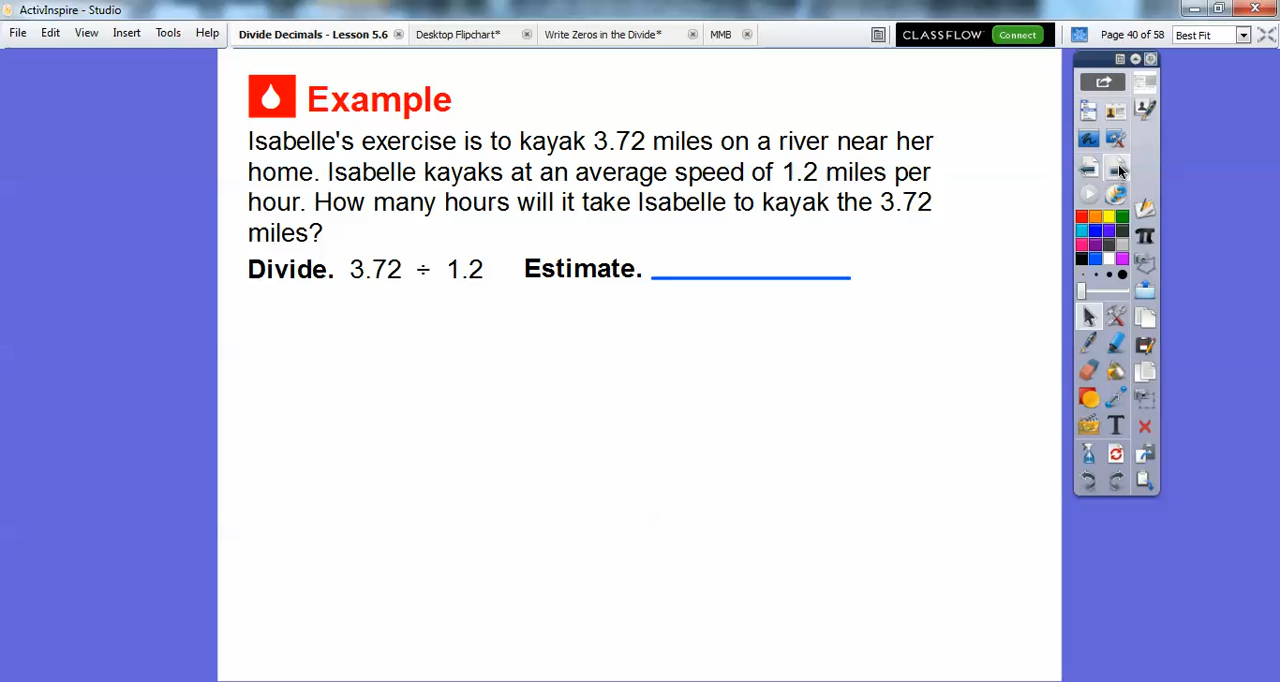 ActivInspire - Studio
File Edit View Insert Tools Help
Divide Decimals - Lesson 5.6
Desktop Flipchart*
Write Zeros in the Divide*
MMB
CLASSFLOW Connect
Page 40 of 58
Best Fit
Example
Isabelle's exercise is to kayak 3.72 miles on a river near her
home. Isabelle kayaks at an average speed of 1.2 miles per
hour. How many hours will it take Isabelle to kayak the 3.72
miles?
Divide. 3.72 ÷ 1.2 Estimate.